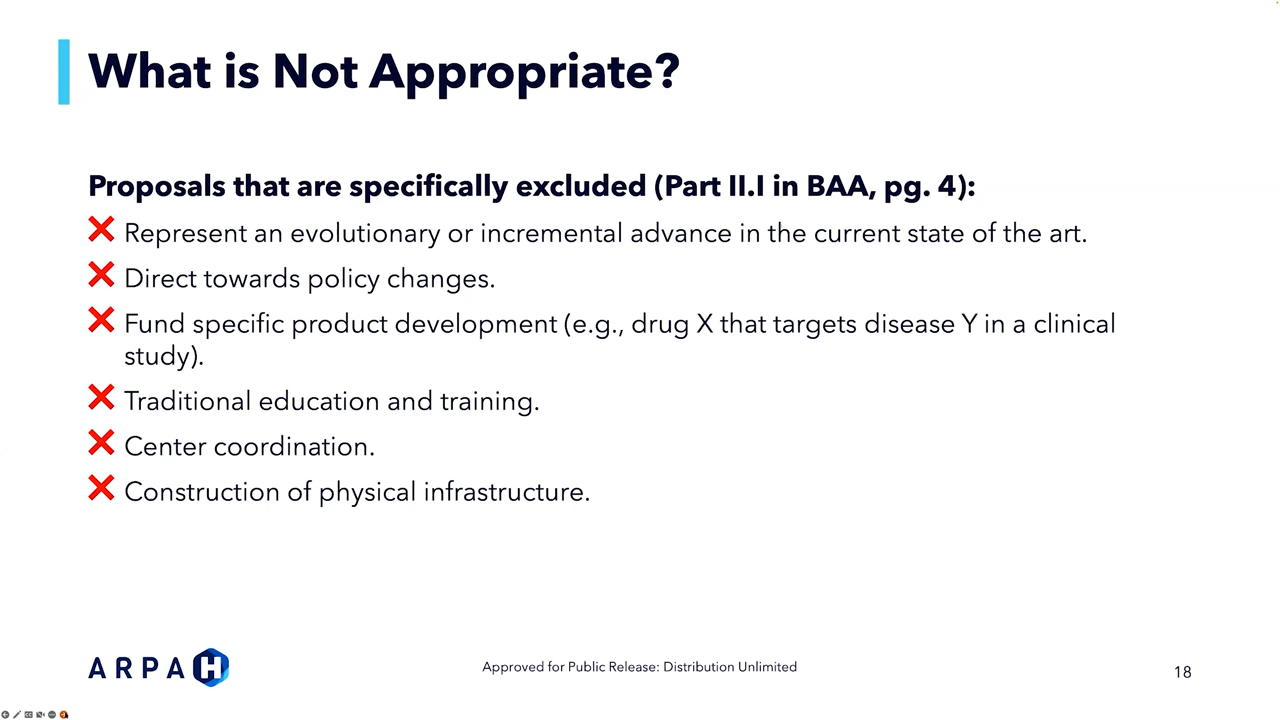 What is Not Appropriate?
Proposals that are specifically excluded (Part II.I in BAA, pg. 4):
Represent an evolutionary or incremental advance in the current state of the art.
Direct towards policy changes.
Fund specific product development (e.g., drug X that targets disease Y in a clinical
study).
Traditional education and training.
Center coordination.
Construction of physical infrastructure.
ARPA H
Approved for Public Release: Distribution Unlimited
18